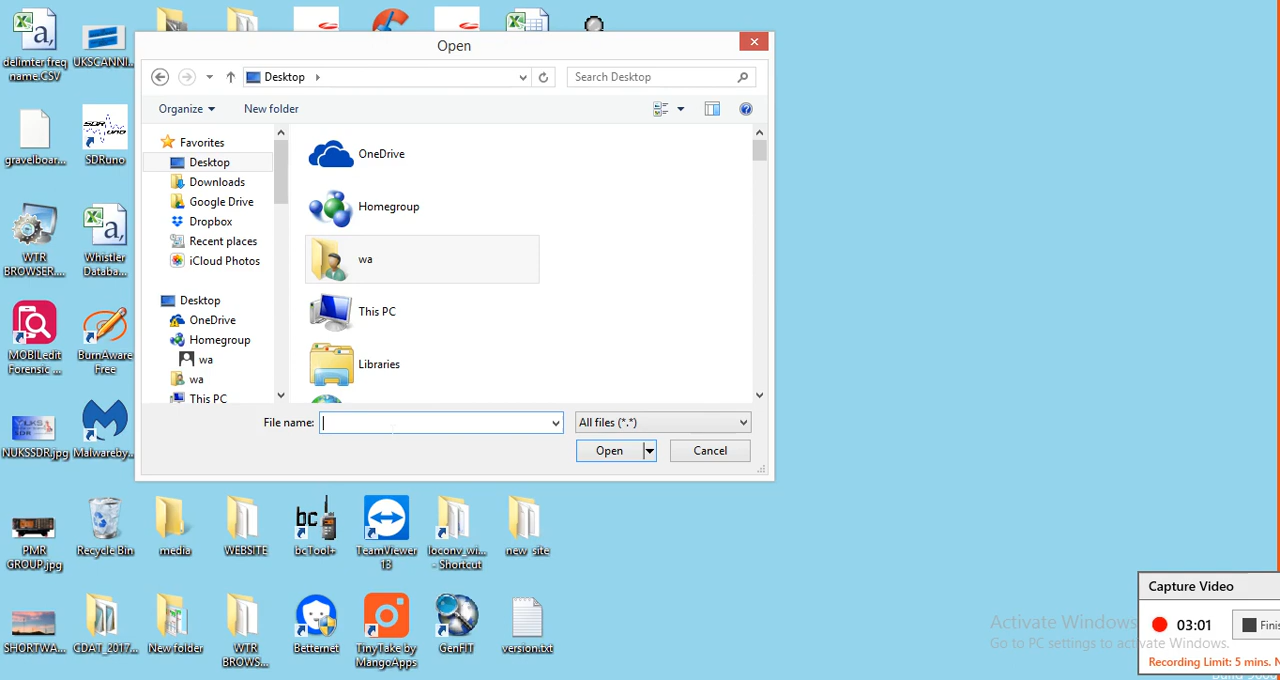 delimter freq
name.CSV
UKSCANNI...
Open
Desktop
Search Desktop
Organize
New folder
gravelboar...
SDRuno
Favorites
Desktop
Downloads
Google Drive
Dropbox
Recent places
iCloud Photos
Desktop
OneDrive
Homegroup
wa
wa
This PC
OneDrive
Homegroup
wa
This PC
Libraries
WTR
BROWSER....
Whistler
Databa...
MOBILedit
Forensic ...
BurnAware
Free
NUKSSDR.jpg
Malwareby...
File name:
All files (*.*)
Open
Cancel
PMR
GROUP.jpg
Recycle Bin
media
WEBSITE
bc
bcTool+
TeamViewer
13
loconv_wi...
- Shortcut
new site
SHORTWA...
CDAT_2017...
New folder
WTR
BROWS...
Betternet
TinyTake by
MangoApps
GenFIT
version.txt
Capture Video
03:01
Finis
Recording Limit: 5 mins. N
Activate Windows
Go to PC settings to activate Windows.